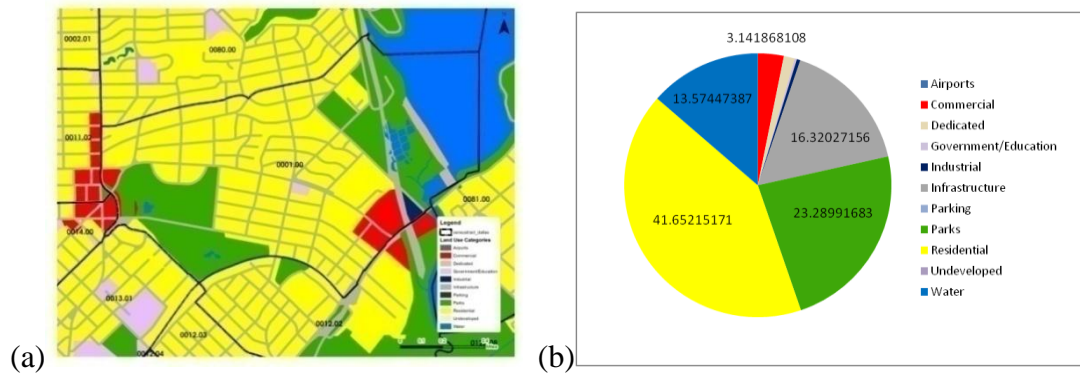 (a)
0002.01
0080.00
0011.02
0001.00
0081.00
0014.00
0013.01
0012.02
0012.03
0012.04
Legend
Land Use Categories
Airports
Commercial
Dedicated
Government/Education
Industrial
Infrastructure
Parking
Parks
Residential
Undeveloped
Water
(b)
3.141868108
13.57447387
16.32027156
41.65215171
23.28991683
Airports
Commercial
Dedicated
Government/Education
Industrial
Infrastructure
Parking
Parks
Residential
Undeveloped
Water